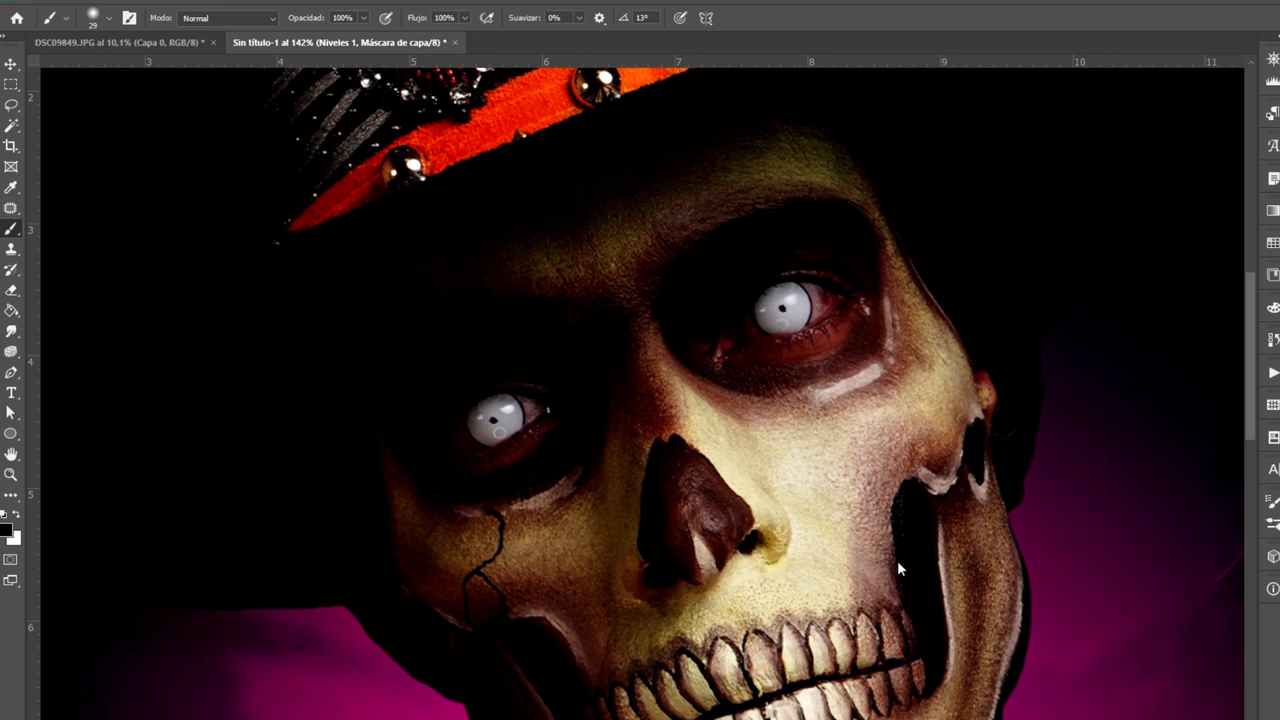 29 Modo: Normal Opacidad: 100% Flujo: 100% Suavizar: 0% 13°
DSC09849.JPG al 10,1% (Capa 0, RGB/8) * × Sin título-1 al 142% (Niveles 1, Máscara de capa/8) * ×
3 4 5 6 7 8 9 10 11
2
3
4
5
6